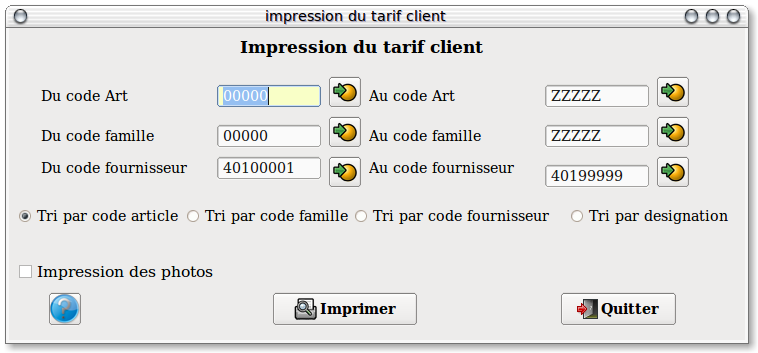 impression du tarif client
Impression du tarif client
Du code Art 00000 Au code Art ZZZZZ
Du code famille 00000 Au code famille ZZZZZ
Du code fournisseur 40100001 Au code fournisseur 40199999
Tri par code article Tri par code famille Tri par code fournisseur Tri par designation
Impression des photos
? Imprimer Quitter